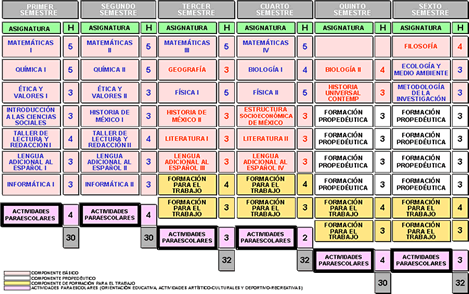 PRIMER SEMESTRE SEGUNDO SEMESTRE TERCER SEMESTRE CUARTO SEMESTRE QUINTO SEMESTRE SEXTO SEMESTRE
ASIGNATURA H ASIGNATURA H ASIGNATURA H ASIGNATURA H ASIGNATURA H ASIGNATURA H
MATEMÁTICAS I 5 MATEMÁTICAS II 5 MATEMÁTICAS III 5 MATEMÁTICAS IV 5 FILOSOFÍA 4
QUÍMICA I 5 QUÍMICA II 5 GEOGRAFÍA 3 BIOLOGÍA I 4 BIOLOGÍA II 4 ECOLOGÍA Y MEDIO AMBIENTE 3
ÉTICA Y VALORES I 3 ÉTICA Y VALORES II 3 FÍSICA I 5 FÍSICA II 5 HISTORIA UNIVERSAL CONTEMP 3 METODOLOGÍA DE LA INVESTIGACIÓN 3
INTRODUCCIÓN A LAS CIENCIAS SOCIALES 3 HISTORIA DE MÉXICO I 3 HISTORIA DE MÉXICO II 3 ESTRUCTURA SOCIOECONÓMICA DE MÉXICO 3 FORMACIÓN PROPEDÉUTICA 3 FORMACIÓN PROPEDÉUTICA 3
TALLER DE LECTURA Y REDACCIÓN I 4 TALLER DE LECTURA Y REDACCIÓN II 4 LITERATURA I 3 LITERATURA II 3 FORMACIÓN PROPEDÉUTICA 3 FORMACIÓN PROPEDÉUTICA 3
LENGUA ADICIONAL AL ESPAÑOL I 3 LENGUA ADICIONAL AL ESPAÑOL II 3 LENGUA ADICIONAL AL ESPAÑOL III 3 LENGUA ADICIONAL AL ESPAÑOL IV 3 FORMACIÓN PROPEDÉUTICA 3 FORMACIÓN PROPEDÉUTICA 3
INFORMÁTICA I 3 INFORMÁTICA II 3 FORMACIÓN PARA EL TRABAJO 4 FORMACIÓN PARA EL TRABAJO 4 FORMACIÓN PROPEDÉUTICA 3 FORMACIÓN PROPEDÉUTICA 3
ACTIVIDADES PARAESCOLARES 4 ACTIVIDADES PARAESCOLARES 4 FORMACIÓN PARA EL TRABAJO 3 FORMACIÓN PARA EL TRABAJO 3 FORMACIÓN PARA EL TRABAJO 4 FORMACIÓN PARA EL TRABAJO 4
30 30 ACTIVIDADES PARAESCOLARES 3 ACTIVIDADES PARAESCOLARES 2 FORMACIÓN PARA EL TRABAJO 3 FORMACIÓN PARA EL TRABAJO 3
32 32 ACTIVIDADES PARAESCOLARES 4 ACTIVIDADES PARAESCOLARES 3
30 32
COMPONENTE BÁSICO
COMPONENTE PROPEDÉUTICO
COMPONENTE DE FORMACIÓN PARA EL TRABAJO
ACTIVIDADES PARAESCOLARES (ORIENTACIÓN EDUCATIVA, ACTIVIDADES ARTÍSTICO-CULTURALES Y DEPORTIVO-RECREATIVAS)